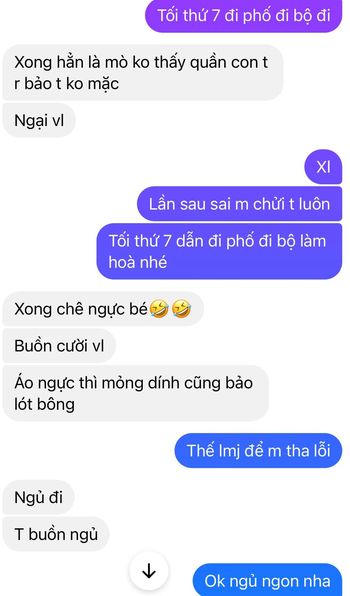 Tối thứ 7 đi phố đi bộ đi
Xong hẳn là mò ko thấy quần con t
r bảo t ko mặc
Ngại vl
Xl
Lần sau sai m chửi t luôn
Tối thứ 7 dẫn đi phố đi bộ làm
hoà nhé
Xong chê ngực bé🤣🤣
Buồn cười vl
Áo ngực thì mỏng dính cũng bảo
lót bông
Thế lmj để m tha lỗi
Ngủ đi
T buồn ngủ
Ok ngủ ngon nha